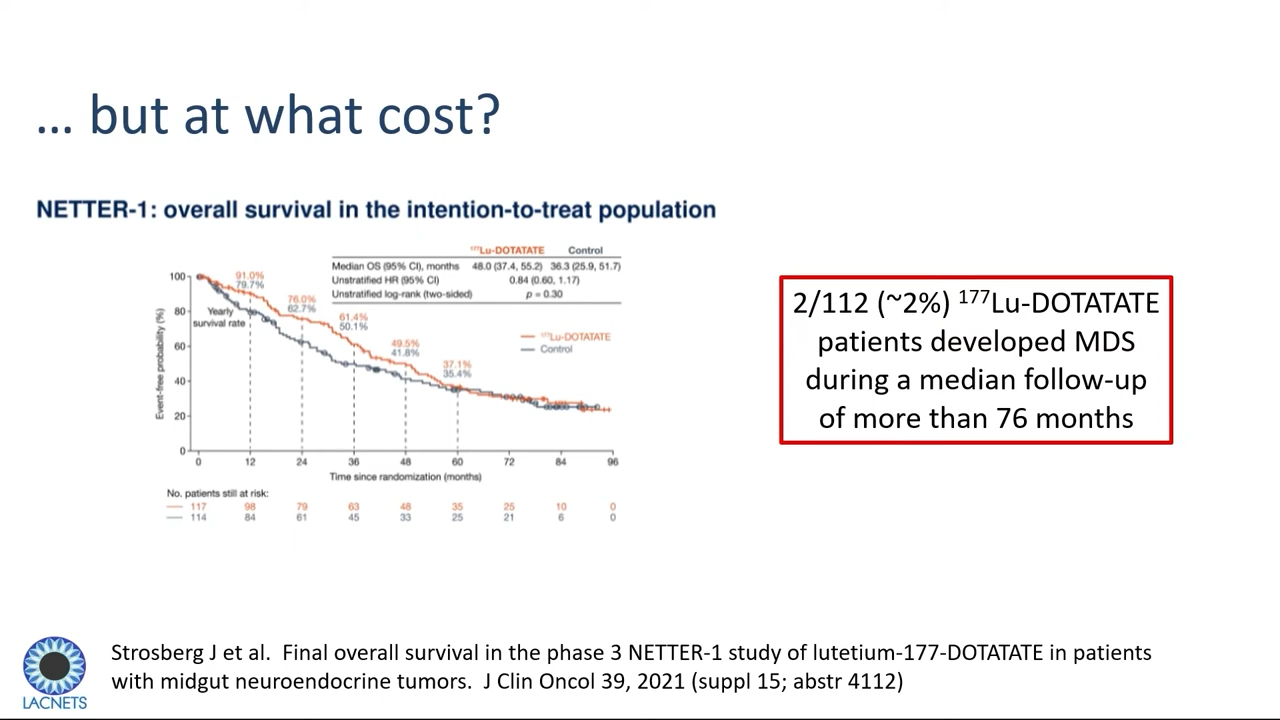 … but at what cost?
NETTER-1: overall survival in the intention-to-treat population
¹⁷⁷Lu-DOTATATE Control
Median OS (95% CI), months 48.0 (37.4, 55.2) 36.3 (25.9, 51.7)
Unstratified HR (95% CI) 0.84 (0.60, 1.17)
Unstratified log-rank (two-sided) p = 0.30
Event-free probability (%)
100
80
60
40
20
0
Yearly
survival rate
91.0%
79.7%
76.0%
62.7%
61.4%
50.1%
49.5%
41.8%
37.1%
35.4%
¹⁷⁷Lu-DOTATATE
Control
0 12 24 36 48 60 72 84 96
Time since randomization (months)
No. patients still at risk:
117 98 79 63 48 35 25 10 0
114 84 61 45 33 25 21 6 0
2/112 (~2%) ¹⁷⁷Lu-DOTATATE
patients developed MDS
during a median follow-up
of more than 76 months
LACNETS
Strosberg J et al. Final overall survival in the phase 3 NETTER-1 study of lutetium-177-DOTATATE in patients
with midgut neuroendocrine tumors. J Clin Oncol 39, 2021 (suppl 15; abstr 4112)